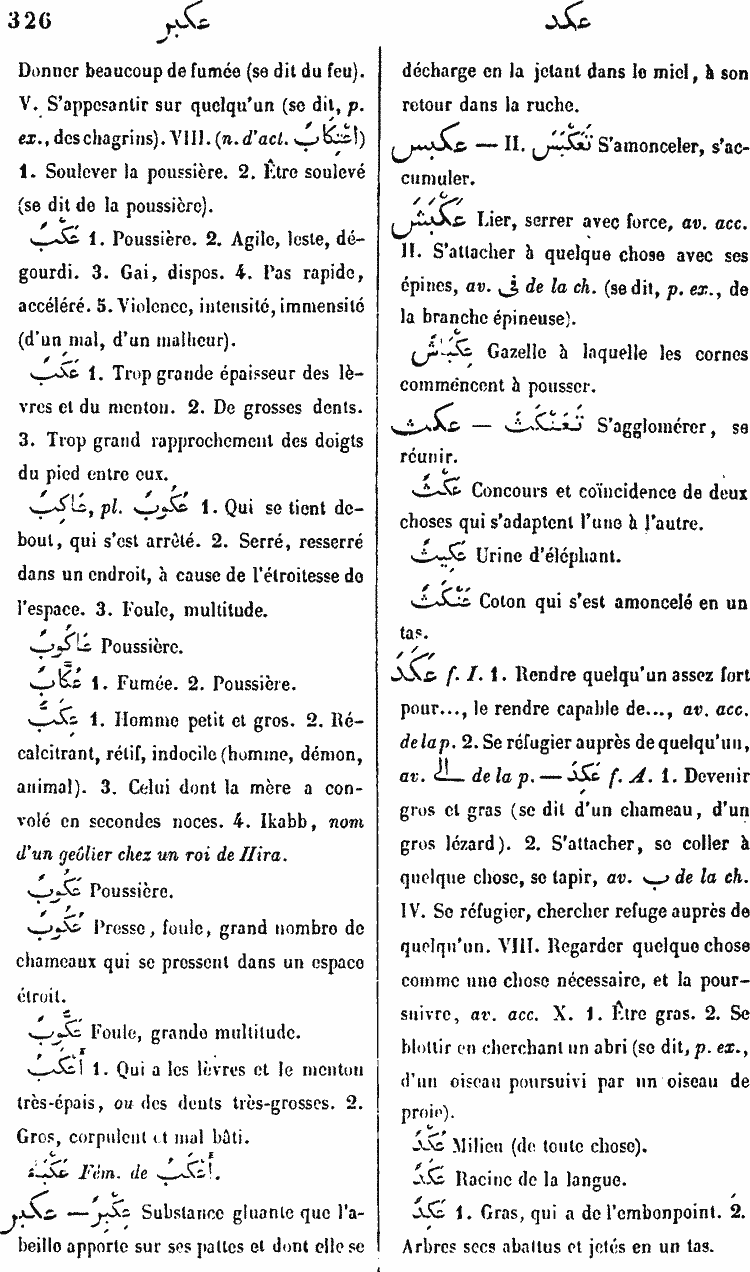 326
عكبر
عكد
Donner beaucoup de fumée (se dit du feu).
V. S'appesantir sur quelqu'un (se dit, p.
ex., des chagrins). VIII. (n. d'act. اِعْتِكَابٌ)
1. Soulever la poussière. 2. Être soulevé
(se dit de la poussière).
عَكْبٌ 1. Poussière. 2. Agile, leste, dé-
gourdi. 3. Gai, dispos. 4. Pas rapide,
accéléré. 5. Violence, intensité, immensité
(d'un mal, d'un malheur).
عَكَبٌ 1. Trop grande épaisseur des lè-
vres et du menton. 2. De grosses dents.
3. Trop grand rapprochement des doigts
du pied entre eux.
عَاكِبٌ, pl. عُكُوبٌ 1. Qui se tient de-
bout, qui s'est arrêté. 2. Serré, resserré
dans un endroit, à cause de l'étroitesse de
l'espace. 3. Foule, multitude.
عَاكُوبٌ Poussière.
عُكَّابٌ 1. Fumée. 2. Poussière.
عِكَبٌّ 1. Homme petit et gros. 2. Ré-
calcitrant, rétif, indocile (homme, démon,
animal). 3. Celui dont la mère a con-
volé en secondes noces. 4. Ikabb, nom
d'un geôlier chez un roi de Hira.
عَكُوبٌ Poussière.
عُكُوبٌ Presse, foule, grand nombre de
chameaux qui se pressent dans un espace
étroit.
عَكُّوبٌ Foule, grande multitude.
أَعْكَبُ 1. Qui a les lèvres et le menton
très-épais, ou des dents très-grosses. 2.
Gros, corpulent et mal bâti.
عَكْبَآءُ Fém. de أَعْكَبُ.
عكبر — عِكْبِرٌ Substance gluante que l'a-
beille apporte sur ses pattes et dont elle se
décharge en la jetant dans le miel, à son
retour dans la ruche.
عكبس — II. تَعَكْبَسَ S'amonceler, s'ac-
cumuler.
عَكْبَشَ Lier, serrer avec force, av. acc.
II. S'attacher à quelque chose avec ses
épines, av. فى de la ch. (se dit, p. ex., de
la branche épineuse).
عِكْبَاشٌ Gazelle à laquelle les cornes
commencent à pousser.
عكث — تَعَنْكَثَ S'agglomérer, se
réunir.
عَكْثٌ Concours et coïncidence de deux
choses qui s'adaptent l'une à l'autre.
عَكِيثٌ Urine d'éléphant.
عَنْكَثٌ Coton qui s'est amoncelé en un
tas.
عَكَدَ f. I. 1. Rendre quelqu'un assez fort
pour..., le rendre capable de..., av. acc.
de la p. 2. Se réfugier auprès de quelqu'un,
av. الى de la p. — عَكِدَ f. A. 1. Devenir
gros et gras (se dit d'un chameau, d'un
gros lézard). 2. S'attacher, se coller à
quelque chose, se tapir, av. ب de la ch.
IV. Se réfugier, chercher refuge auprès de
quelqu'un. VIII. Regarder quelque chose
comme une chose nécessaire, et la pour-
suivre, av. acc. X. 1. Être gras. 2. Se
blottir en cherchant un abri (se dit, p. ex.,
d'un oiseau poursuivi par un oiseau de
proie).
عَكْدٌ Milieu (de toute chose).
عَكَدٌ Racine de la langue.
عَكِدٌ 1. Gras, qui a de l'embonpoint. 2.
Arbres secs abattus et jetés en un tas.